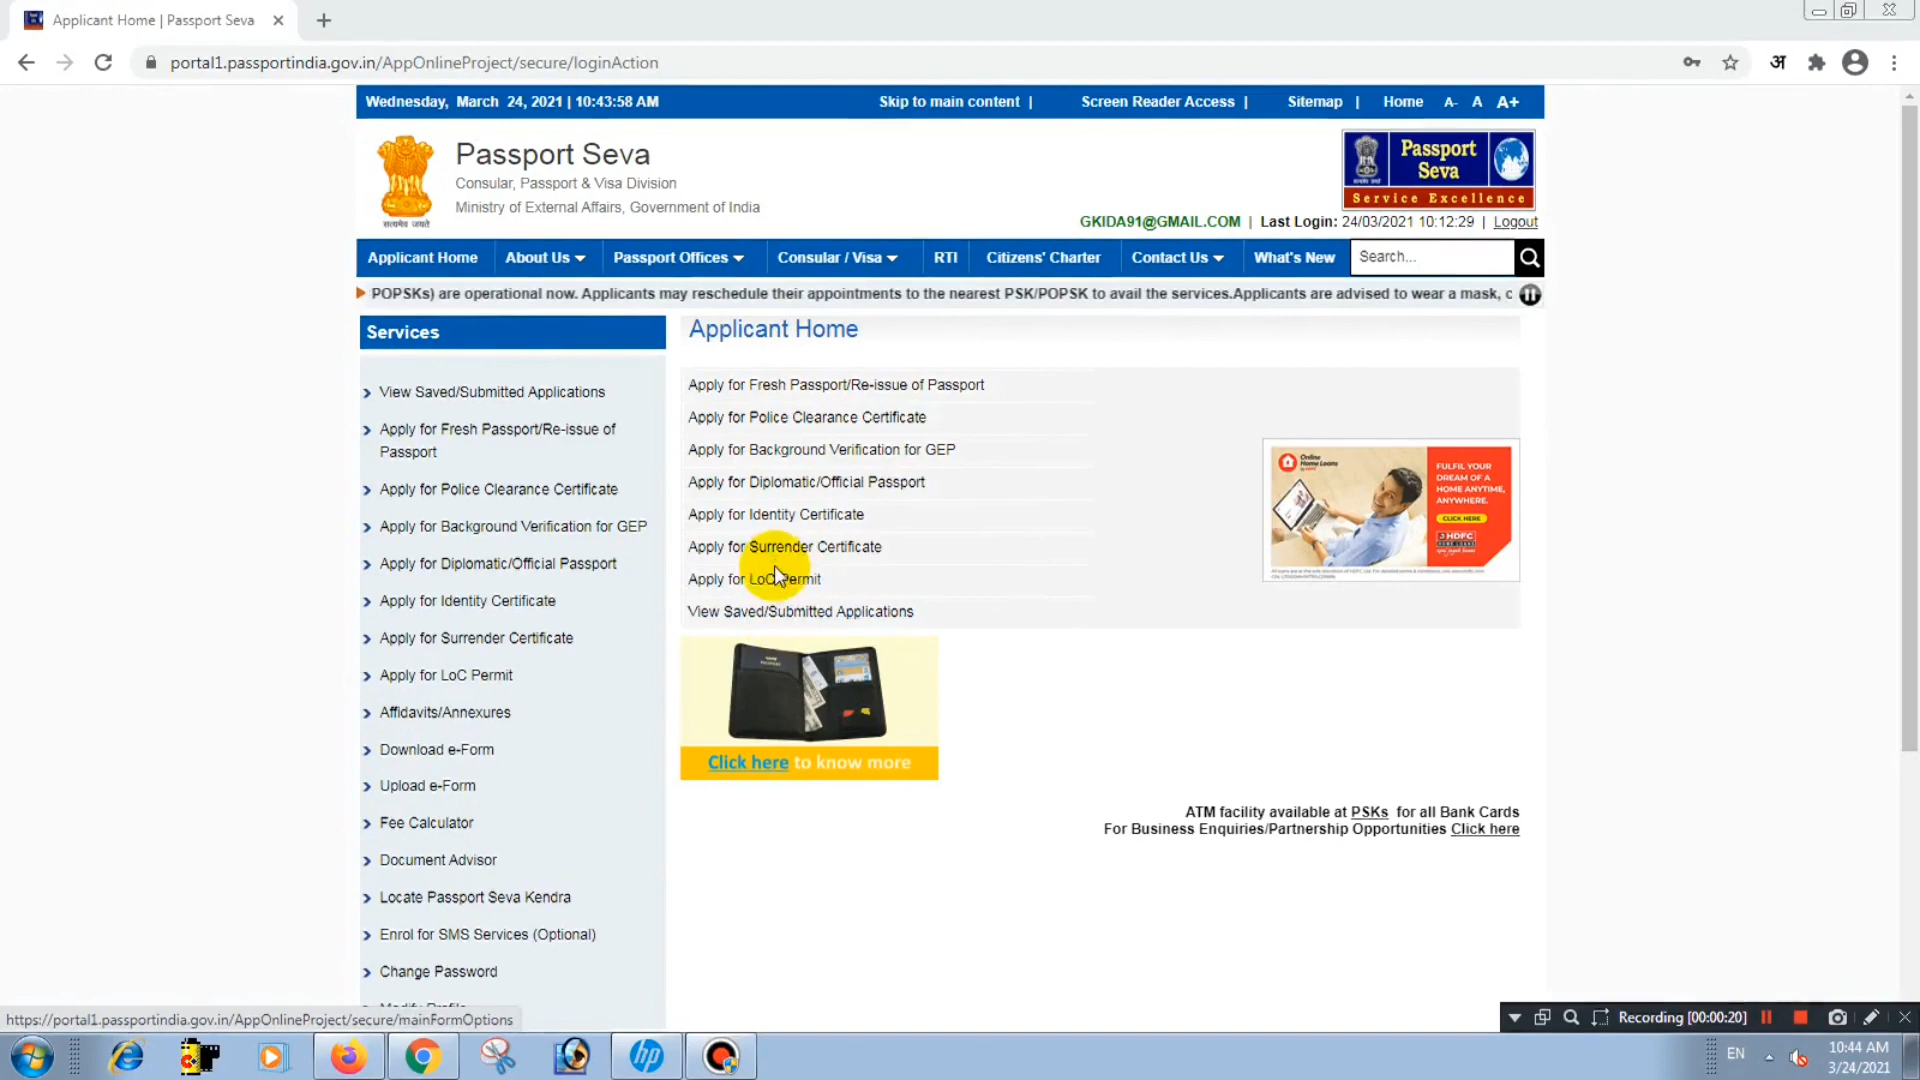 Applicant Home | Passport Seva
portal1.passportindia.gov.in/AppOnlineProject/secure/loginAction
अ
Wednesday, March 24, 2021 | 10:43:58 AM
Skip to main content |
Screen Reader Access |
Sitemap |
Home
A-
A
A+
Passport Seva
Consular, Passport & Visa Division
Ministry of External Affairs, Government of India
सत्यमेव जयते
Passport
Seva
Service Excellence
GKIDA91@GMAIL.COM | Last Login: 24/03/2021 10:12:29 | Logout
Applicant Home
About Us
Passport Offices
Consular / Visa
RTI
Citizens' Charter
Contact Us
What's New
Search...
POPSKs) are operational now. Applicants may reschedule their appointments to the nearest PSK/POPSK to avail the services.Applicants are advised to wear a mask, c
Services
View Saved/Submitted Applications
Apply for Fresh Passport/Re-issue of
Passport
Apply for Police Clearance Certificate
Apply for Background Verification for GEP
Apply for Diplomatic/Official Passport
Apply for Identity Certificate
Apply for Surrender Certificate
Apply for LoC Permit
Affidavits/Annexures
Download e-Form
Upload e-Form
Fee Calculator
Document Advisor
Locate Passport Seva Kendra
Enrol for SMS Services (Optional)
Change Password
Modify Profile
Applicant Home
Apply for Fresh Passport/Re-issue of Passport
Apply for Police Clearance Certificate
Apply for Background Verification for GEP
Apply for Diplomatic/Official Passport
Apply for Identity Certificate
Apply for Surrender Certificate
Apply for LoC Permit
View Saved/Submitted Applications
Online
Home Loans
FULFIL YOUR
DREAM OF A
HOME ANYTIME,
ANYWHERE.
CLICK HERE
HDFC
PASSPORT
Click here to know more
ATM facility available at PSKs for all Bank Cards
For Business Enquiries/Partnership Opportunities Click here
https://portal1.passportindia.gov.in/AppOnlineProject/secure/mainFormOptions
Recording [00:00:20]
hp
EN
10:44 AM
3/24/2021